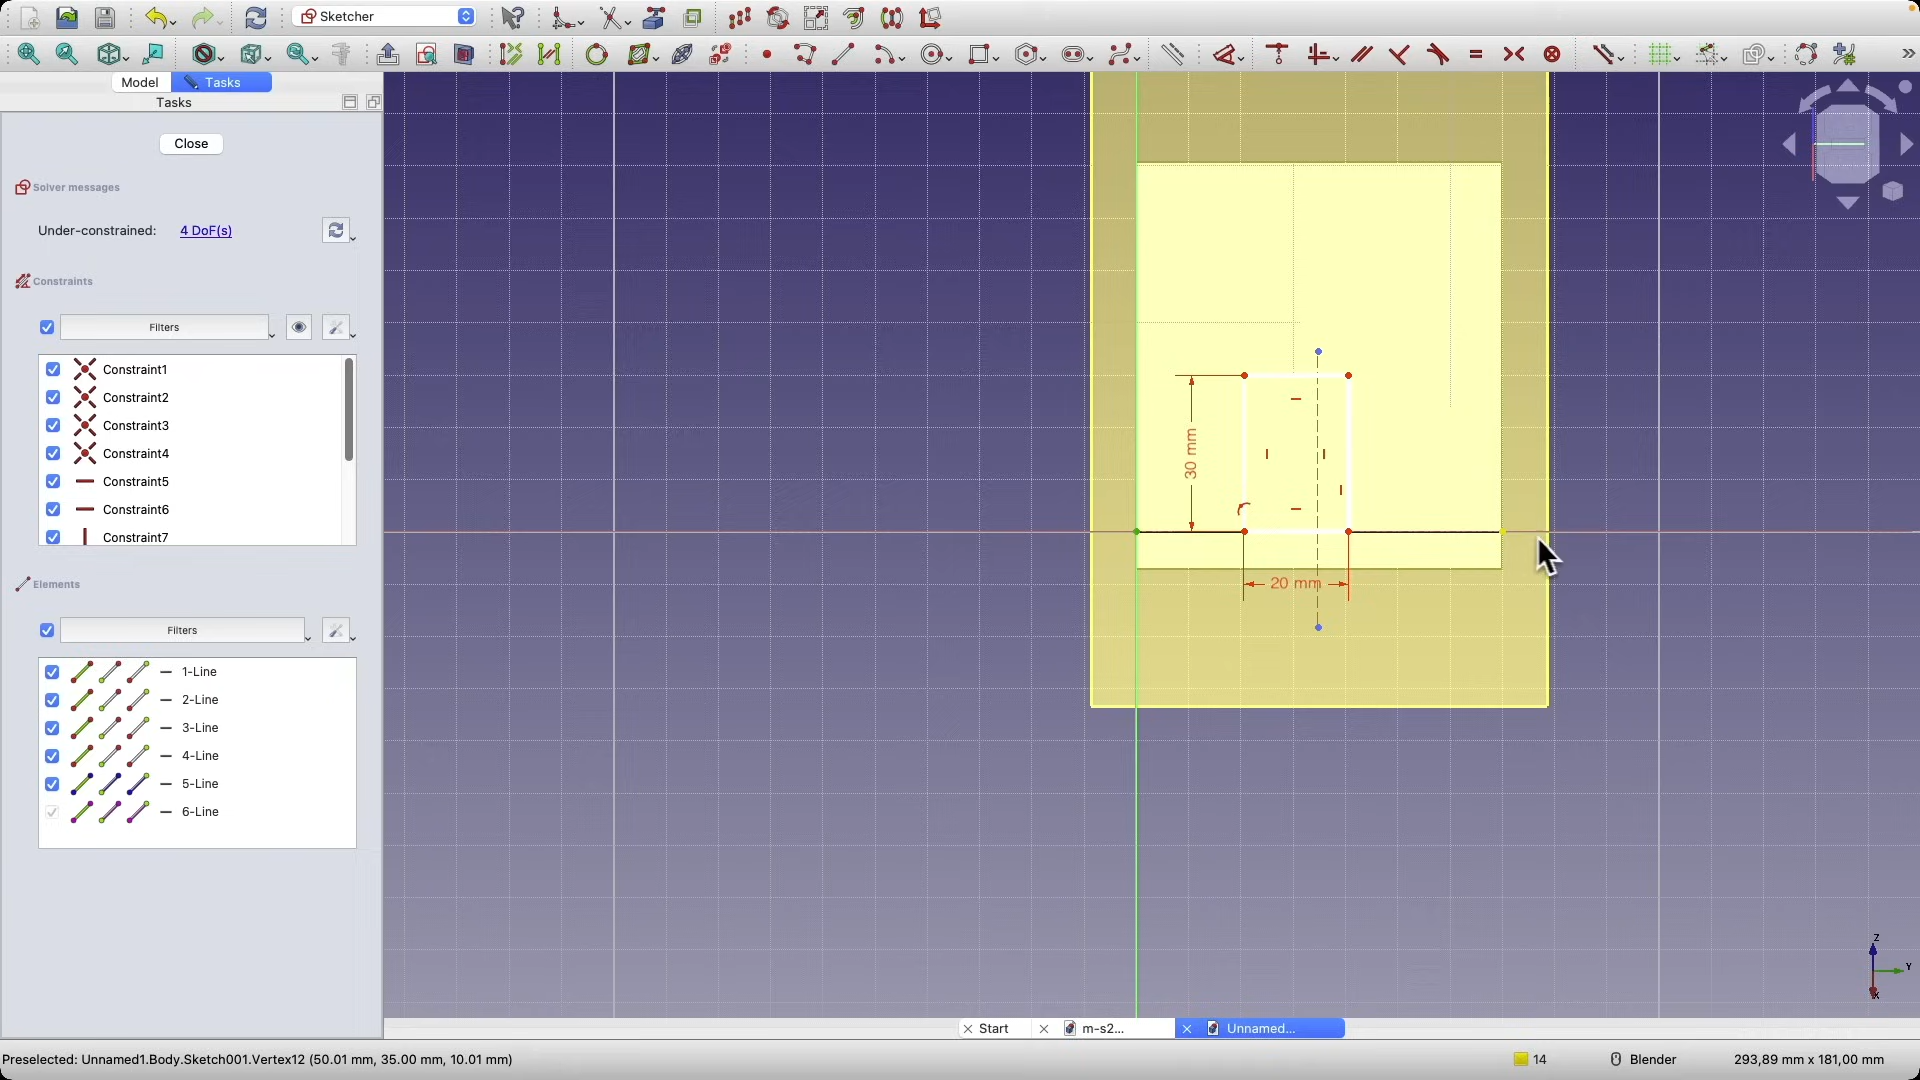 Sketcher
Model
Tasks
Tasks
Close
Solver messages
Under-constrained: 4 DoF(s)
Constraints
Filters
Constraint1
Constraint2
Constraint3
Constraint4
Constraint5
Constraint6
Constraint7
Elements
Filters
1-Line
2-Line
3-Line
4-Line
5-Line
6-Line
30 mm
20 mm
Z
Y
X
Start
m-s2...
Unnamed...
Preselected: Unnamed1.Body.Sketch001.Vertex12 (50.01 mm, 35.00 mm, 10.01 mm)
14
Blender
293,89 mm x 181,00 mm